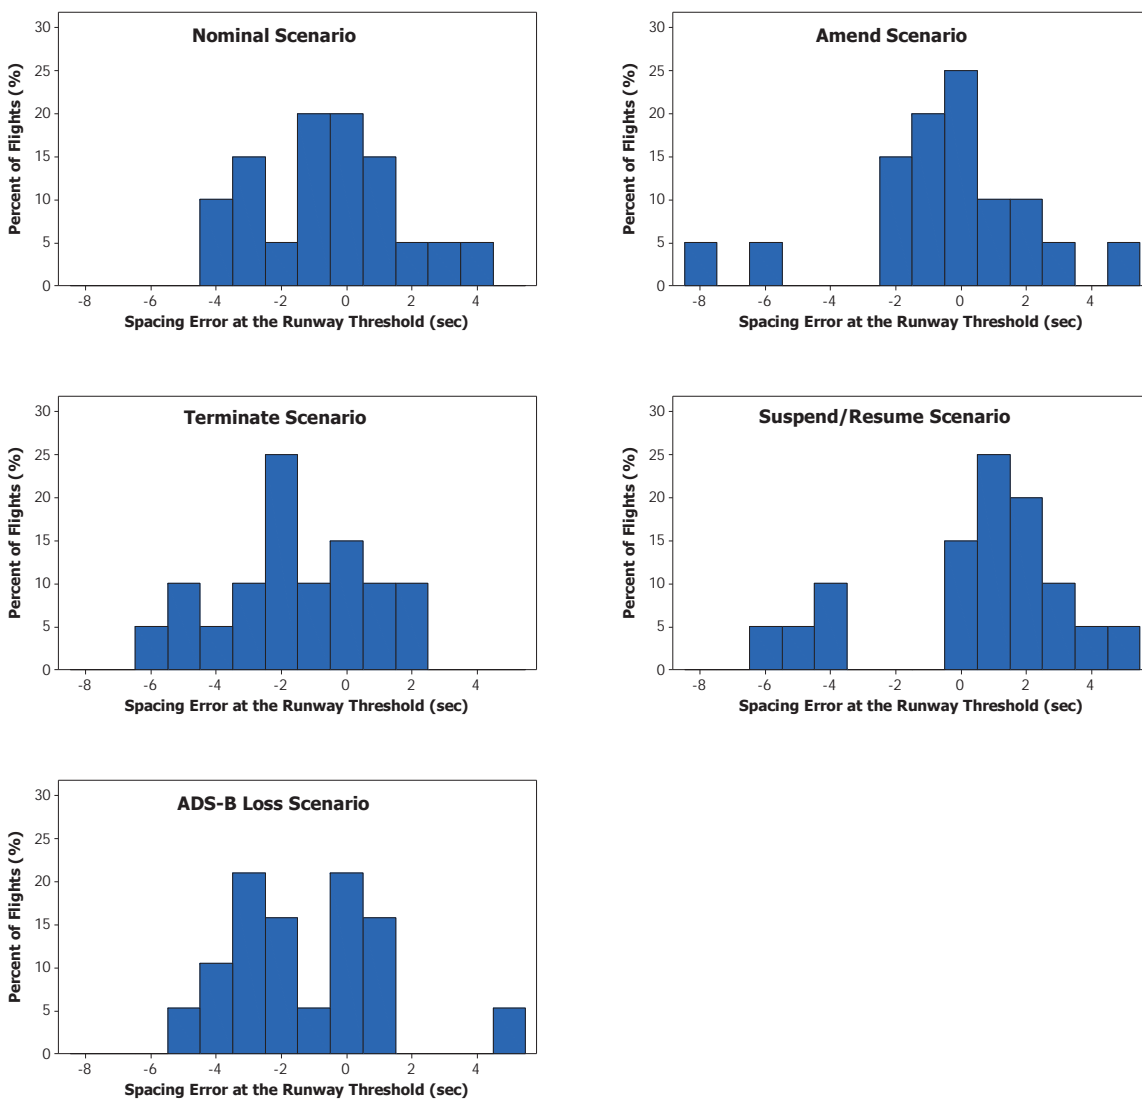 Nominal Scenario
Percent of Flights (%)
30
25
20
15
10
5
0
-8 -6 -4 -2 0 2 4
Spacing Error at the Runway Threshold (sec)
Amend Scenario
Percent of Flights (%)
30
25
20
15
10
5
0
-8 -6 -4 -2 0 2 4
Spacing Error at the Runway Threshold (sec)
Terminate Scenario
Percent of Flights (%)
30
25
20
15
10
5
0
-8 -6 -4 -2 0 2 4
Spacing Error at the Runway Threshold (sec)
Suspend/Resume Scenario
Percent of Flights (%)
30
25
20
15
10
5
0
-8 -6 -4 -2 0 2 4
Spacing Error at the Runway Threshold (sec)
ADS-B Loss Scenario
Percent of Flights (%)
30
25
20
15
10
5
0
-8 -6 -4 -2 0 2 4
Spacing Error at the Runway Threshold (sec)